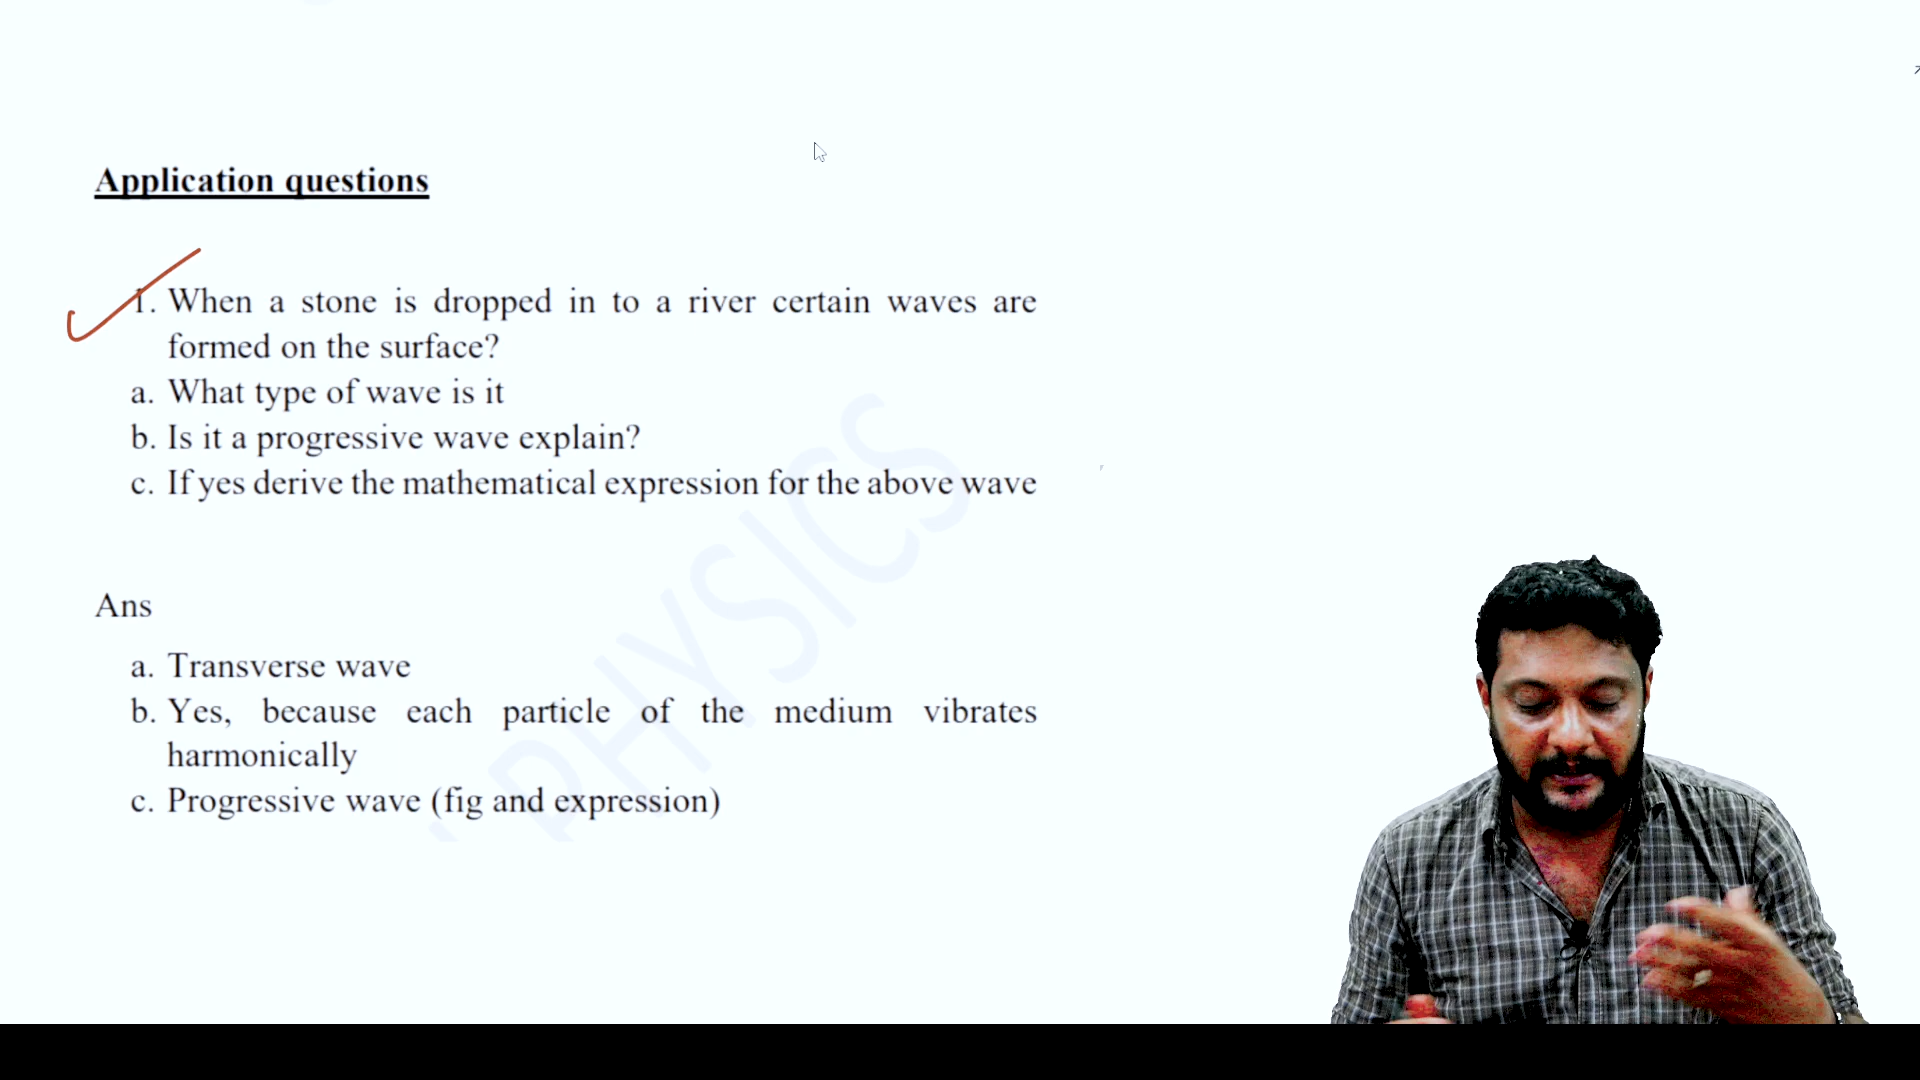 Application questions
1. When a stone is dropped in to a river certain waves are
formed on the surface?
a. What type of wave is it
b. Is it a progressive wave explain?
c. If yes derive the mathematical expression for the above wave
Ans
a. Transverse wave
b. Yes, because each particle of the medium vibrates
harmonically
c. Progressive wave (fig and expression)
PHYSICS